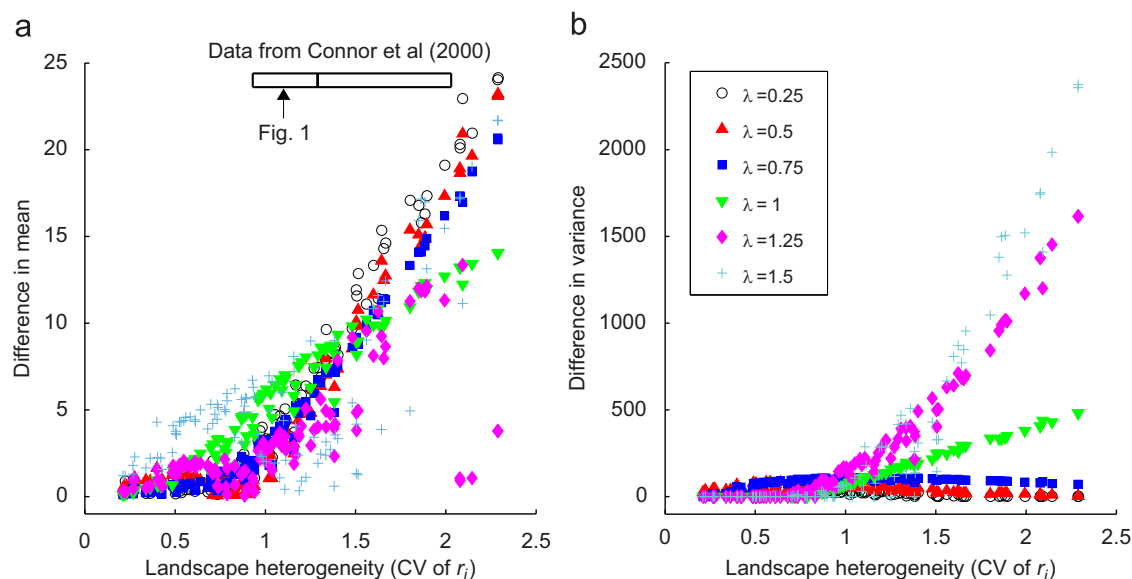 a
Data from Connor et al (2000)
Fig. 1
25
20
15
10
5
0
Difference in mean
0 0.5 1 1.5 2 2.5
Landscape heterogeneity (CV of ri)
b
2500
2000
1500
1000
500
0
Difference in variance
λ =0.25
λ =0.5
λ =0.75
λ = 1
λ =1.25
λ =1.5
0 0.5 1 1.5 2 2.5
Landscape heterogeneity (CV of ri)